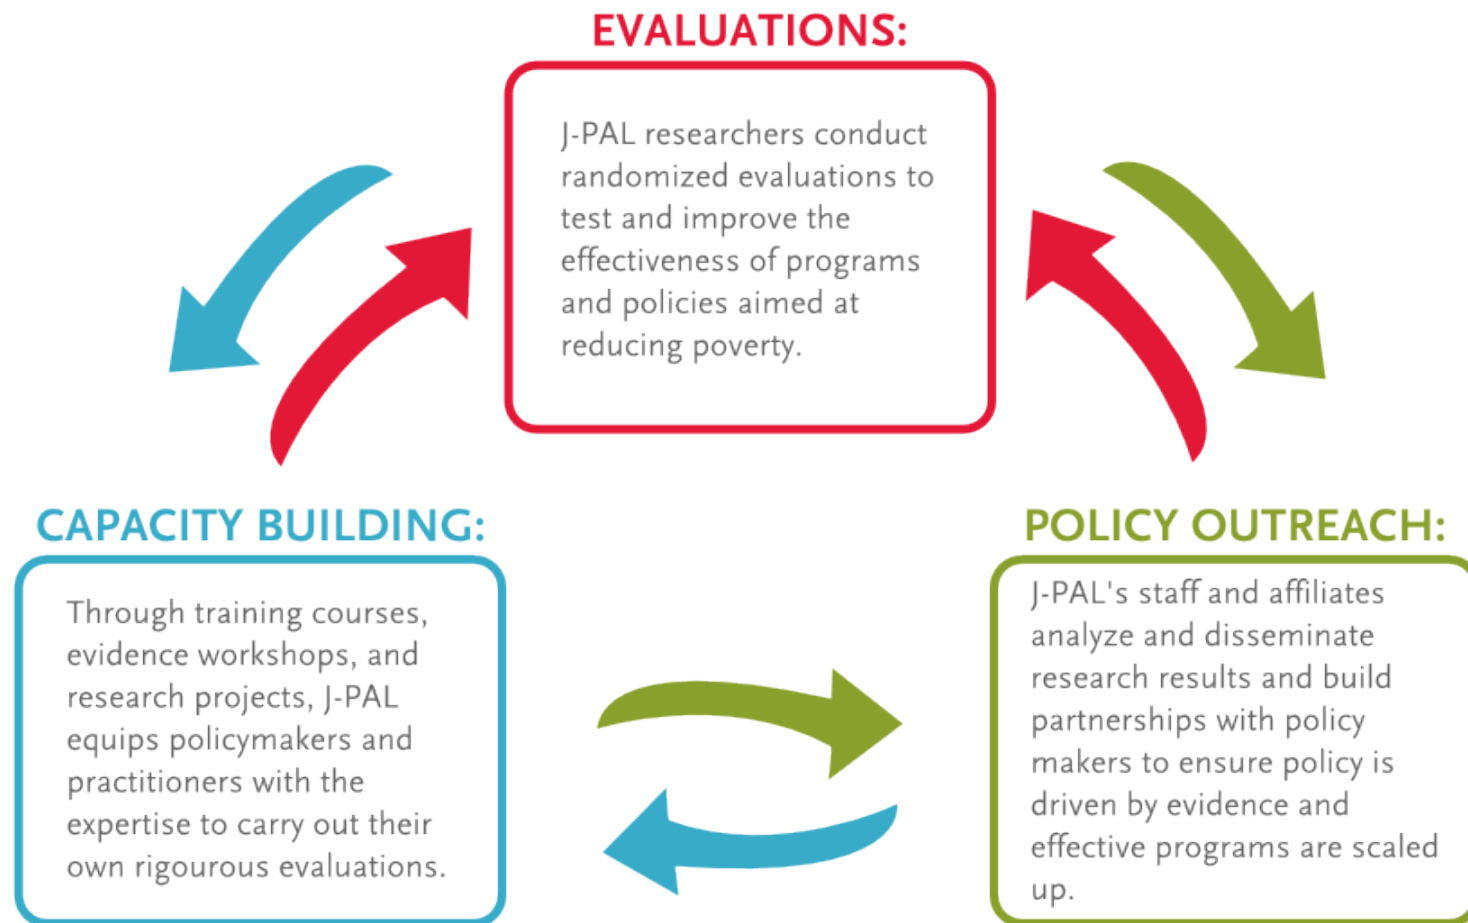 EVALUATIONS:
J-PAL researchers conduct
randomized evaluations to
test and improve the
effectiveness of programs
and policies aimed at
reducing poverty.
CAPACITY BUILDING:
Through training courses,
evidence workshops, and
research projects, J-PAL
equips policymakers and
practitioners with the
expertise to carry out their
own rigourous evaluations.
POLICY OUTREACH:
J-PAL's staff and affiliates
analyze and disseminate
research results and build
partnerships with policy
makers to ensure policy is
driven by evidence and
effective programs are scaled
up.